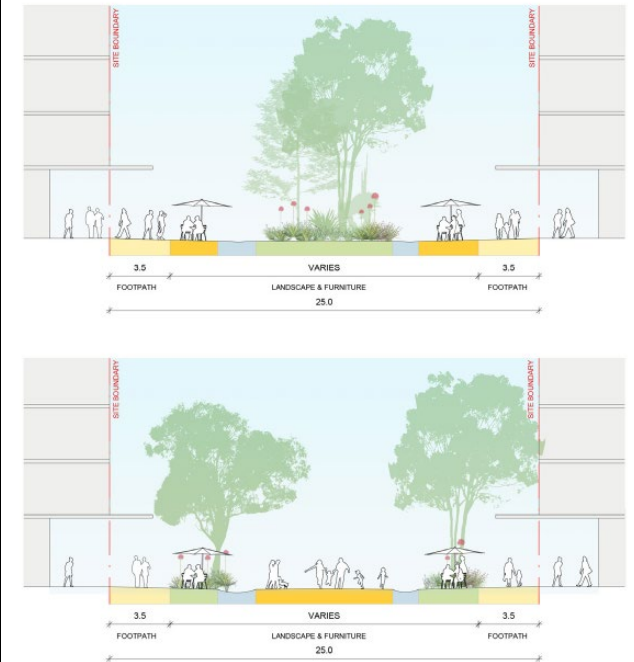 SITE BOUNDARY
SITE BOUNDARY
3.5 VARIES 3.5
FOOTPATH LANDSCAPE & FURNITURE FOOTPATH
25.0
SITE BOUNDARY
SITE BOUNDARY
3.5 VARIES 3.5
FOOTPATH LANDSCAPE & FURNITURE FOOTPATH
25.0